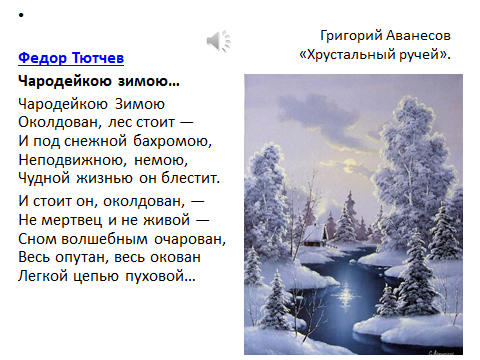 Григорий Аванесов
«Хрустальный ручей».
Федор Тютчев
Чародейкою зимою...
Чародейкою Зимою
Околдован, лес стоит —
И под снежной бахромою,
Неподвижною, немою,
Чудной жизнью он блестит.
И стоит он, околдован, —
Не мертвец и не живой —
Сном волшебным очарован,
Весь опутан, весь окован
Легкой цепью пуховой...